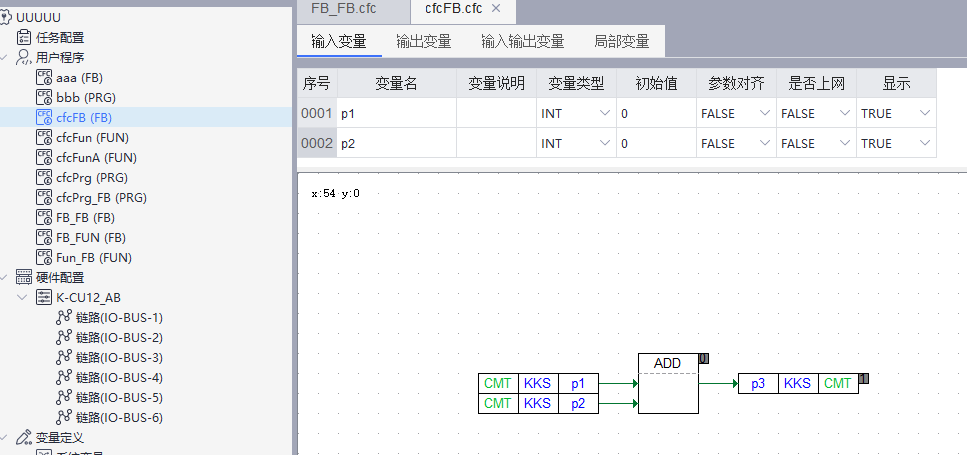 UUUUU
任务配置
用户程序
aaa (FB)
bbb (PRG)
cfcFB (FB)
cfcFun (FUN)
cfcFunA (FUN)
cfcPrg (PRG)
cfcPrg_FB (PRG)
FB_FB (FB)
FB_FUN (FB)
Fun_FB (FUN)
硬件配置
K-CU12_AB
链路(IO-BUS-1)
链路(IO-BUS-2)
链路(IO-BUS-3)
链路(IO-BUS-4)
链路(IO-BUS-5)
链路(IO-BUS-6)
变量定义
FB_FB.cfc cfcFB.cfc
输入变量 输出变量 输入输出变量 局部变量
序号 变量名 变量说明 变量类型 初始值 参数对齐 是否上网 显示
0001 p1 INT 0 FALSE FALSE TRUE
0002 p2 INT 0 FALSE FALSE TRUE
x:54 y:0
ADD 0
CMT KKS p1 p3 KKS CMT 1
CMT KKS p2